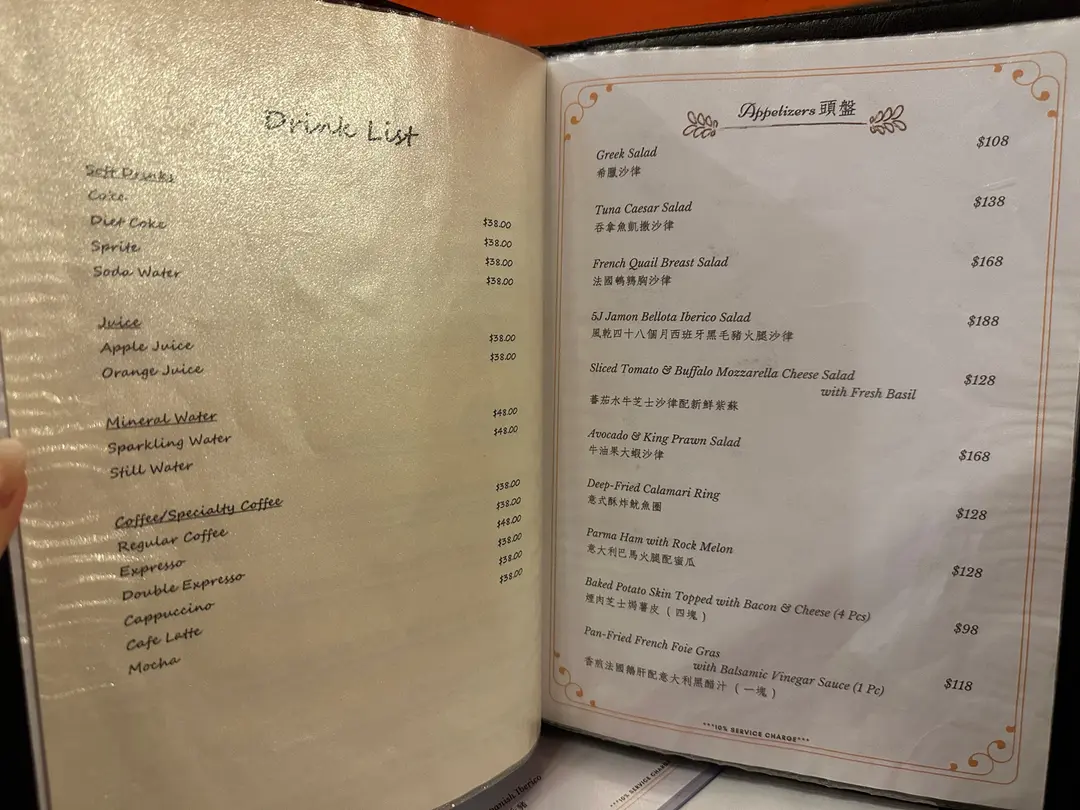 Drink List
Soft Drinks
Coke
Diet Coke $38.00
Sprite $38.00
Soda Water $38.00
$38.00
Juice
Apple Juice $38.00
Orange Juice $38.00
Mineral Water
Sparkling Water $48.00
Still Water $48.00
Coffee/Specialty Coffee
Regular Coffee $38.00
Expresso $38.00
Double Expresso $48.00
Cappuccino $38.00
Cafe Latte $38.00
Mocha $38.00
Appetizers 頭盤
Greek Salad $108
希臘沙律
Tuna Caesar Salad $138
吞拿魚凱撒沙律
French Quail Breast Salad $168
法國鵪鶉胸沙律
5J Jamon Bellota Iberico Salad $188
風乾四十八個月西班牙黑毛豬火腿沙律
Sliced Tomato & Buffalo Mozzarella Cheese Salad $128
with Fresh Basil
蕃茄水牛芝士沙律配新鮮紫蘇
Avocado & King Prawn Salad $168
牛油果大蝦沙律
Deep-Fried Calamari Ring $128
意式酥炸魷魚圈
Parma Ham with Rock Melon $128
意大利巴馬火腿配蜜瓜
Baked Potato Skin Topped with Bacon & Cheese (4 Pcs) $98
煙肉芝士焗薯皮 ( 四塊 )
Pan-Fried French Foie Gras
with Balsamic Vinegar Sauce (1 Pc) $118
香煎法國鵝肝配意大利黑醋汁 ( 一塊 )
***10% SERVICE CHARGE***
Spanish Iberico
***10% SERVICE CHAR